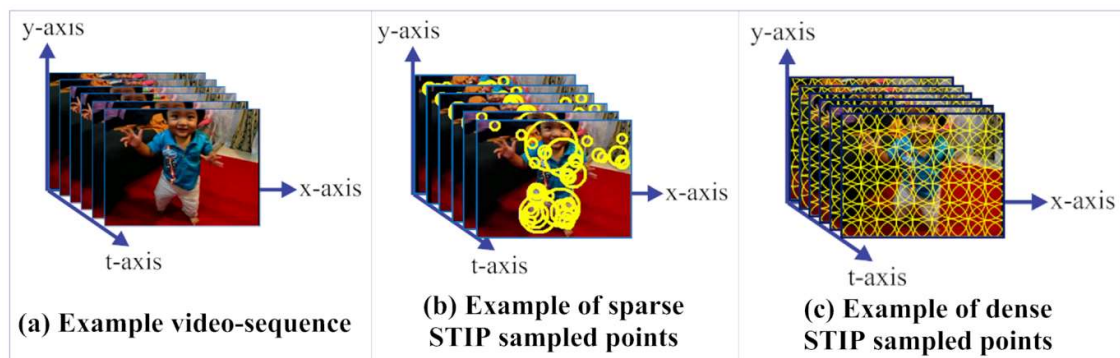 y-axis
x-axis
t-axis
(a) Example video-sequence
y-axis
x-axis
t-axis
(b) Example of sparse
STIP sampled points
y-axis
x-axis
t-axis
(c) Example of dense
STIP sampled points